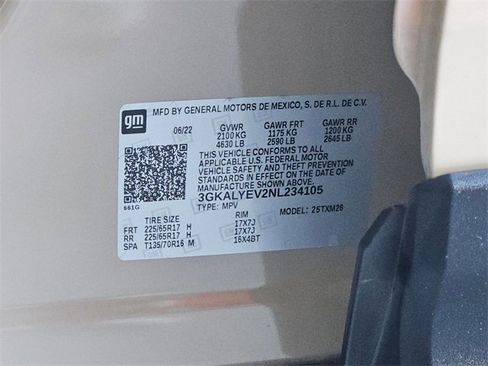 MFD BY GENERAL MOTORS DE MEXICO, S. DE R.L. DE C.V.
gm
06/22 GVWR GAWR FRT GAWR RR
2100 KG 1175 KG 1200 KG
4630 LB 2590 LB 2645 LB
THIS VEHICLE CONFORMS TO ALL
APPLICABLE U.S. FEDERAL MOTOR
VEHICLE SAFETY AND THEFT PREVENTION
STANDARDS IN EFFECT ON THE DATE OF
MANUFACTURE SHOWN ABOVE.
3GKALYEV2NL234105
661G TYPE: MPV MODEL: 25TXM26
TIRE SIZE RIM
FRT 225/65R17 H 17X7J
RR 225/65R17 H 17X7J
SPA T135/70R16 M 16X4BT